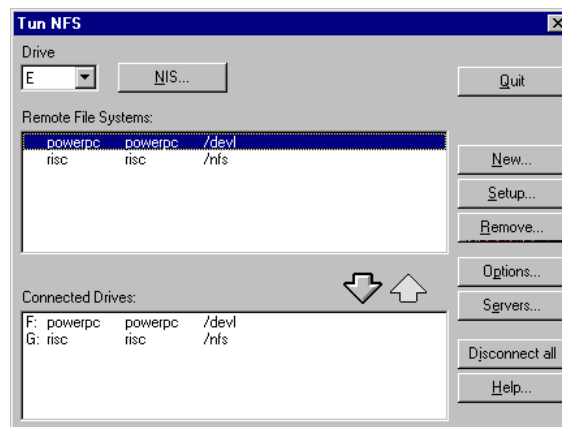 Tun NFS
Drive
E
NIS...
Quit
Remote File Systems:
powerpc powerpc /devl
risc risc /nfs
New...
Setup...
Remove...
Options...
Servers...
Connected Drives:
F: powerpc powerpc /devl
G: risc risc /nfs
Disconnect all
Help...